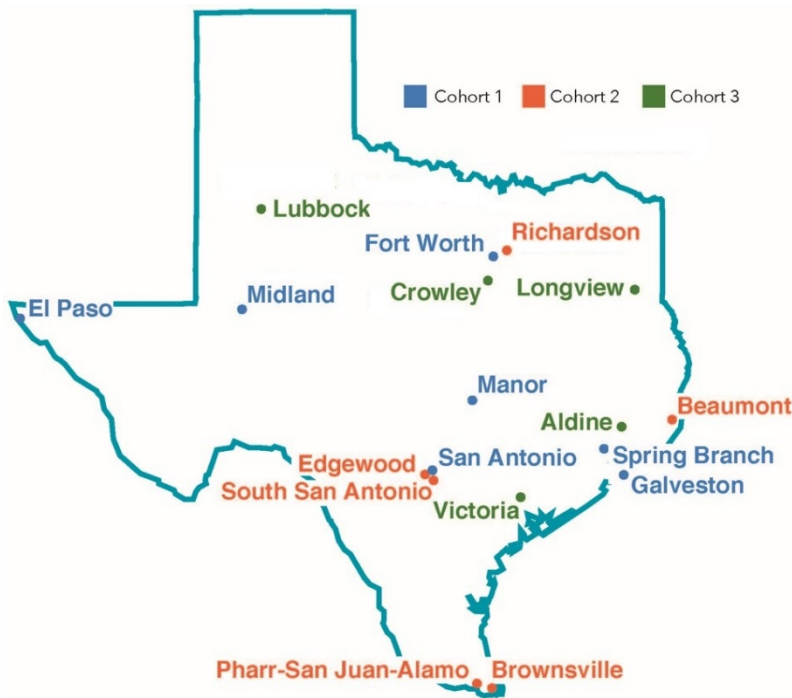 Cohort 1 Cohort 2 Cohort 3
Lubbock
Richardson
Fort Worth
Crowley
Longview
El Paso
Midland
Manor
Beaumont
Aldine
Edgewood
San Antonio
Spring Branch
South San Antonio
Galveston
Victoria
Pharr-San Juan-Alamo
Brownsville